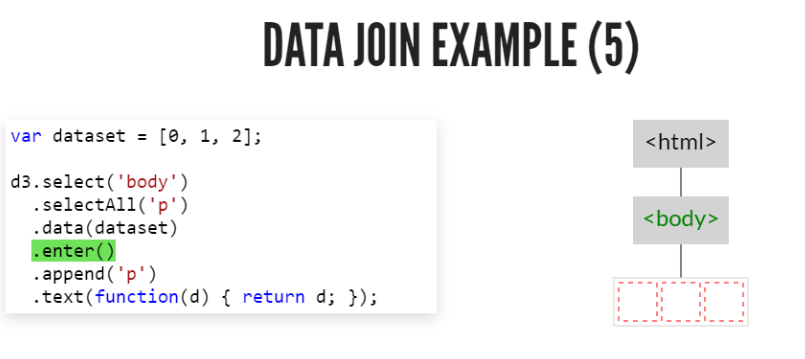 DATA JOIN EXAMPLE (5)
var dataset = [0, 1, 2];
d3.select('body')
.selectAll('p')
.data(dataset)
.enter()
.append('p')
.text(function(d) { return d; });
<html>
<body>